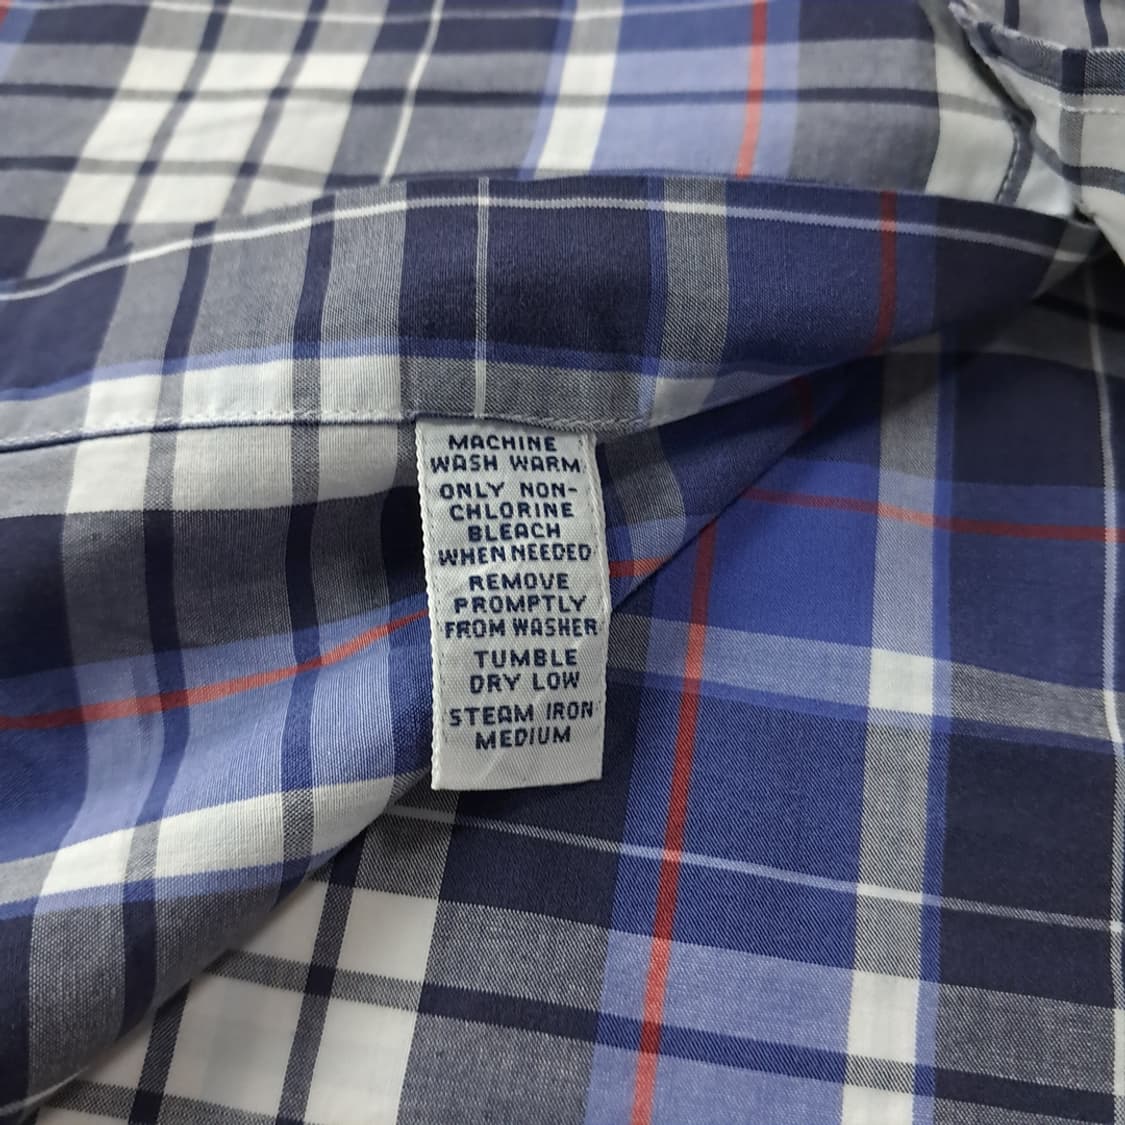 MACHINE
WASH WARM
ONLY NON-
CHLORINE
BLEACH
WHEN NEEDED
REMOVE
PROMPTLY
FROM WASHER
TUMBLE
DRY LOW
STEAM IRON
MEDIUM